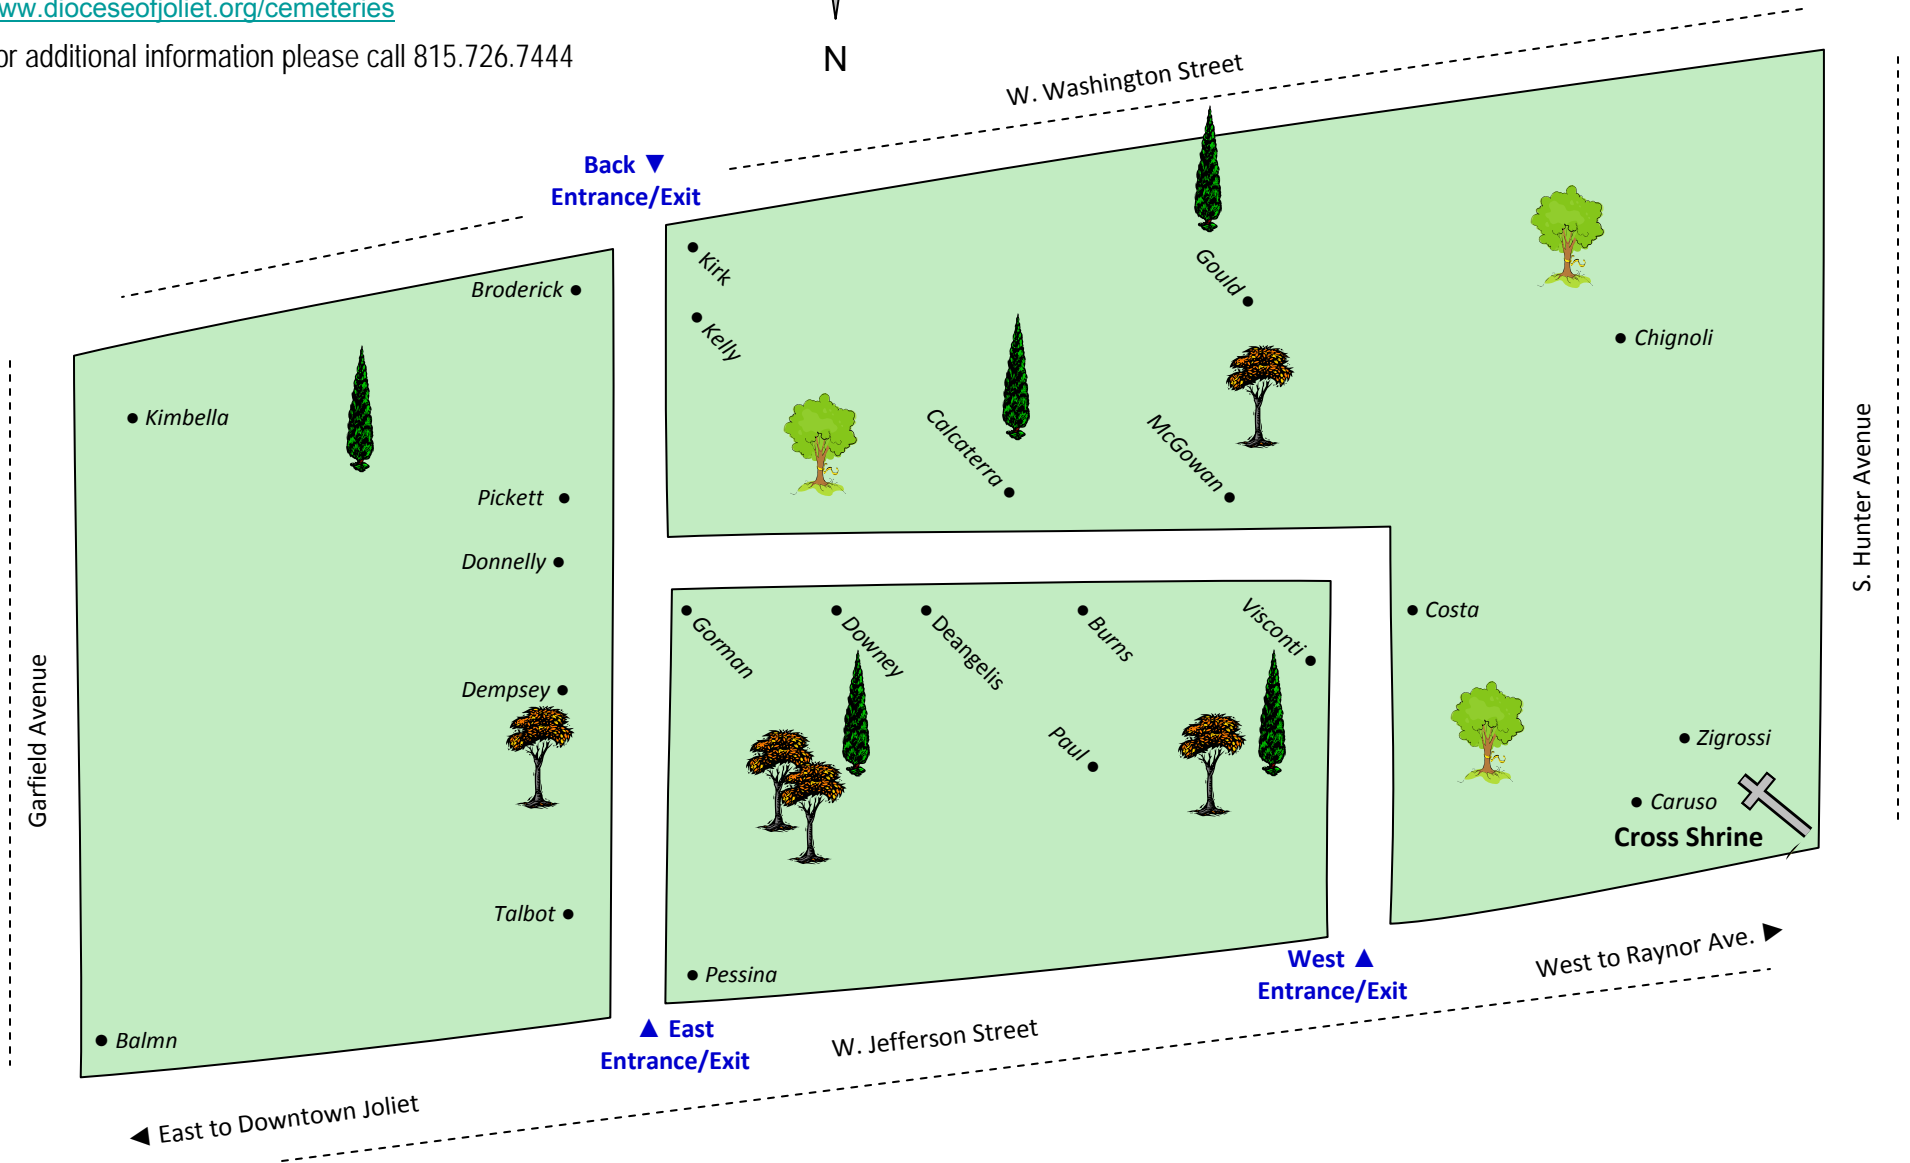 ww.dioceseofjoliet.org/cemeteries
or additional information please call 815.726.7444
N
W. Washington Street
Back ▼
Entrance/Exit
Kirk
Broderick
Gould
Kelly
Chignoli
Kimbella
Calcaterra
McGowan
Pickett
Donnelly
S. Hunter Avenue
Gorman
Downey
Deangelis
Burns
Visconti
Costa
Garfield Avenue
Dempsey
Paul
Zigrossi
Caruso
Cross Shrine
Talbot
Pessina
West ▲
Entrance/Exit
West to Raynor Ave. ►
▲ East
Entrance/Exit
W. Jefferson Street
Balmn
◄ East to Downtown Joliet